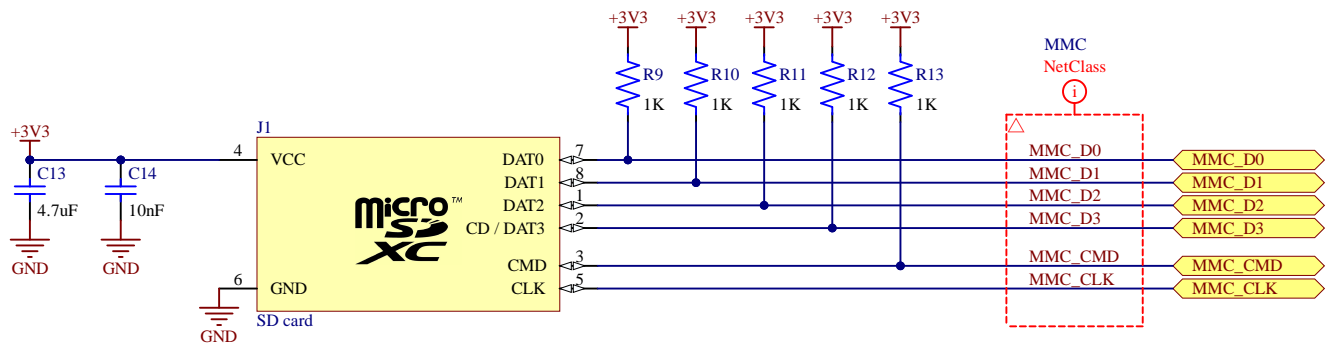 +3V3 +3V3 +3V3 +3V3 +3V3
MMC
NetClass
i
R9 R10 R11 R12 R13
1K 1K 1K 1K 1K
+3V3
J1
C13 C14
4.7uF 10nF
GND GND
4 VCC
6 GND
GND
micro™
SD
XC
DAT0 7 MMC_D0 MMC_D0
DAT1 8 MMC_D1 MMC_D1
DAT2 1 MMC_D2 MMC_D2
CD / DAT3 2 MMC_D3 MMC_D3
CMD 3 MMC_CMD MMC_CMD
CLK 5 MMC_CLK MMC_CLK
SD card